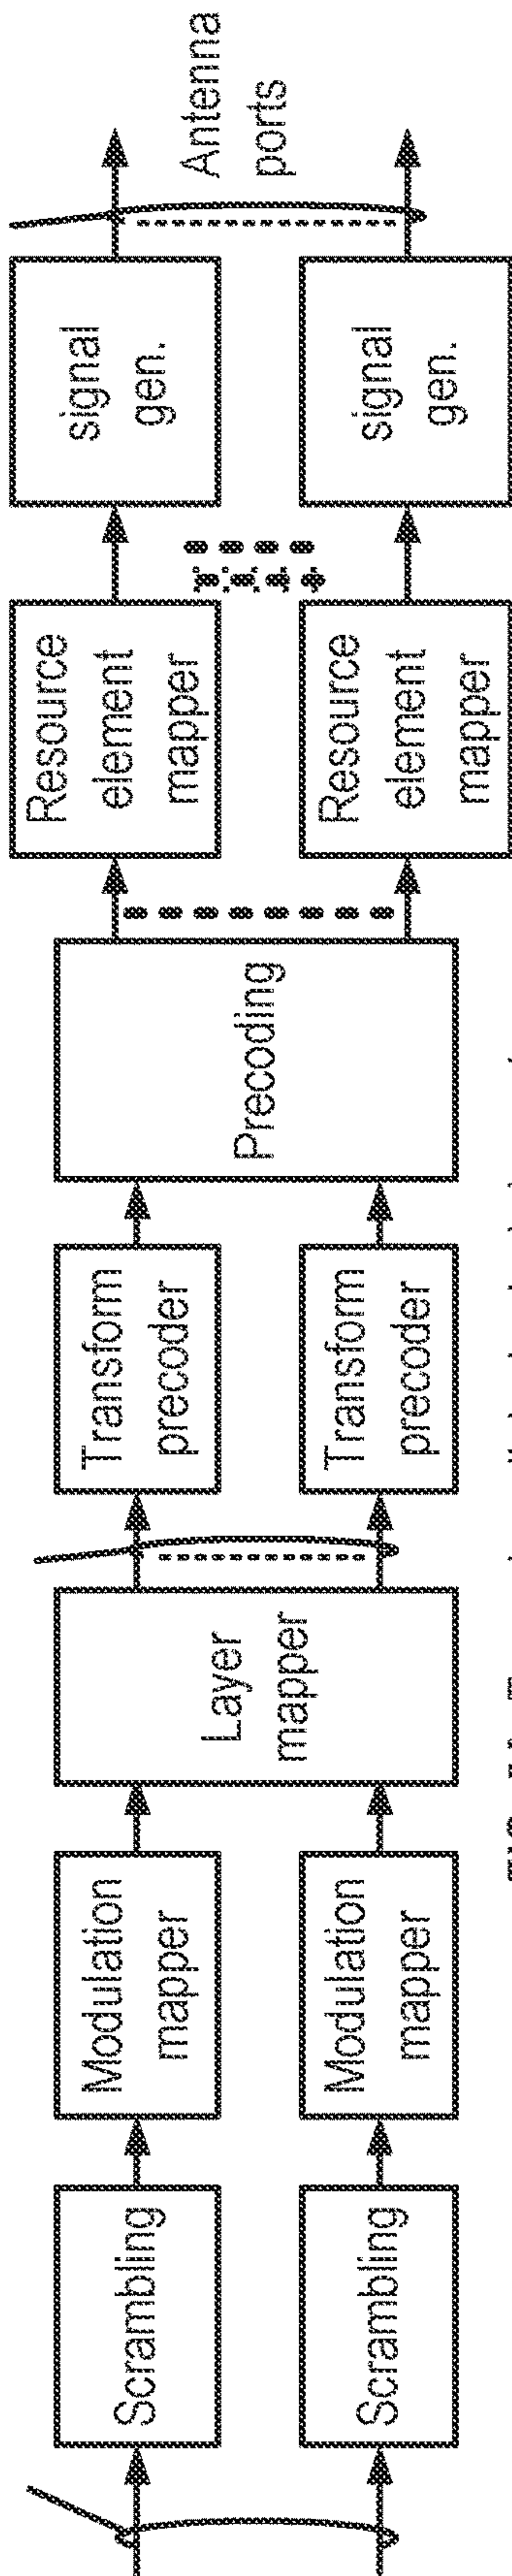 Scrambling
Modulation
mapper
Layer
mapper
Transform
precoder
Precoding
Resource
element
mapper
signal
gen.
Antenna
ports
Scrambling
Modulation
mapper
Transform
precoder
Resource
element
mapper
signal
gen.